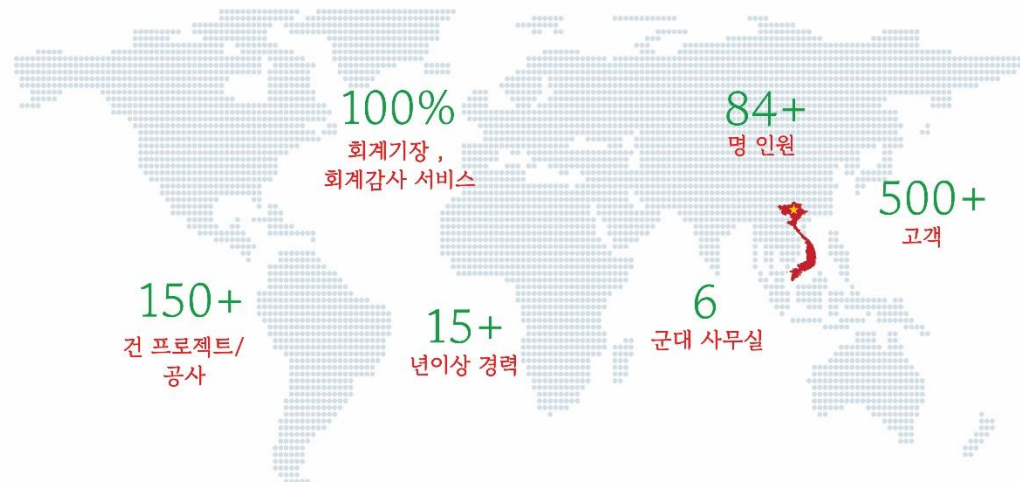 100%
회계기장 ,
회계감사 서비스
84+
명 인원
500+
고객
150+
건 프로젝트/
공사
15+
년이상 경력
6
군대 사무실